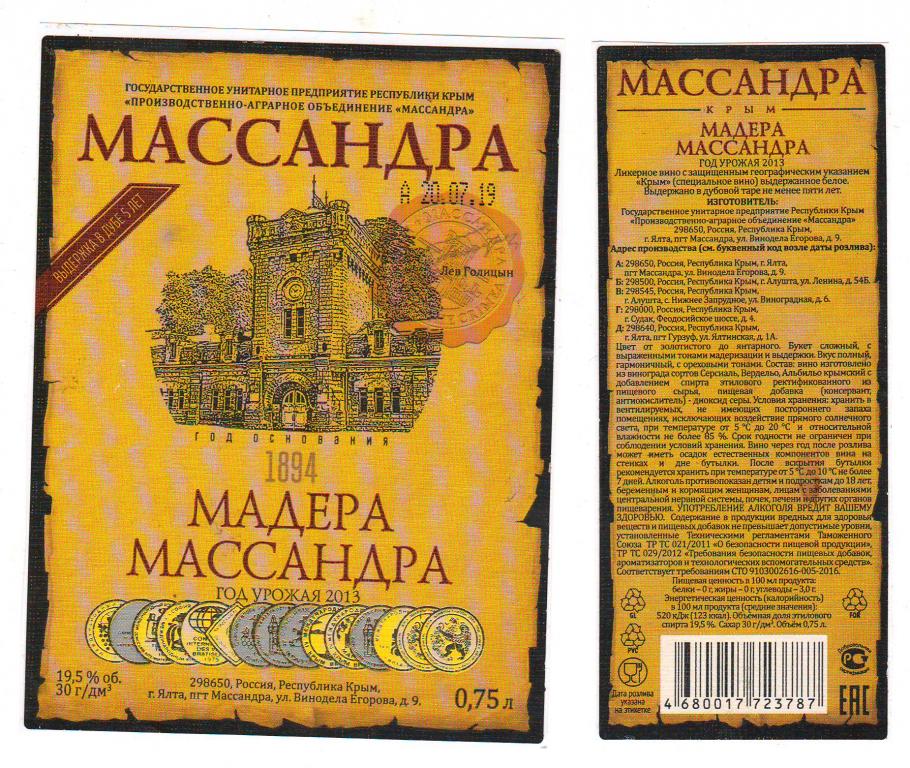 ГОСУДАРСТВЕННОЕ УНИТАРНОЕ ПРЕДПРИЯТИЕ РЕСПУБЛИКИ КРЫМ
«ПРОИЗВОДСТВЕННО-АГРАРНОЕ ОБЪЕДИНЕНИЕ «МАССАНДРА»
МАССАНДРА
А 20.07.19
ВЫДЕРЖКА БОЛЕЕ 5 ЛЕТ
МАССАНДРА
Лев Голицын
CRIMEA
ГОД ОСНОВАНИЯ
1894
МАДЕРА
МАССАНДРА
ГОД УРОЖАЯ 2013
19,5 % об.
30 г/дм³
298650, Россия, Республика Крым,
г. Ялта, пгт Массандра, ул. Винодела Егорова, д. 9.
0,75 л
МАССАНДРА
КРЫМ
МАДЕРА
МАССАНДРА
ГОД УРОЖАЯ 2013
Ликерное вино с защищенным географическим указанием
«Крым» (специальное вино) выдержанное белое.
Выдержано в дубовой таре не менее пяти лет.
ИЗГОТОВИТЕЛЬ:
Государственное унитарное предприятие Республики Крым
«Производственно-аграрное объединение «Массандра»
298650, Россия, Республика Крым,
г. Ялта, пгт Массандра, ул. Винодела Егорова, д. 9.
Адрес производства (см. буквенный код возле даты розлива):
А: 298650, Россия, Республика Крым, г. Ялта,
пгт Массандра, ул. Винодела Егорова, д. 9.
Б: 298500, Россия, Республика Крым, г. Алушта, ул. Ленина, д. 54Б.
В: 298545, Россия, Республика Крым,
г. Алушта, с. Нижнее Запрудное, ул. Виноградная, д. 6.
Г: 298000, Россия, Республика Крым,
г. Судак, Феодосийское шоссе, д. 4.
Д: 298640, Россия, Республика Крым,
г. Ялта, пгт Гурзуф, ул. Ялтинская, д. 1А.
Цвет от золотистого до янтарного. Букет сложный, с
выраженными тонами мадеризации и выдержки. Вкус полный,
гармоничный, с ореховыми тонами. Состав: вино изготовлено
из винограда сортов Серсиаль, Вердельо, Альбильо крымский с
добавлением спирта этилового ректификованного из
пищевого сырья, пищевая добавка (консервант,
антиокислитель) - диоксид серы. Условия хранения: хранить в
вентилируемых, не имеющих постороннего запаха
помещениях, исключающих воздействие прямого солнечного
света, при температуре от 5 °С до 20 °С и относительной
влажности не более 85 %. Срок годности не ограничен при
соблюдении условий хранения. Вино через год после розлива
может иметь осадок естественных компонентов вина на
стенках и дне бутылки. После вскрытия бутылки
рекомендуется хранить при температуре от 5 °С до 10 °С не более
7 дней. Алкоголь противопоказан детям и подросткам до 18 лет,
беременным и кормящим женщинам, лицам с заболеваниями
центральной нервной системы, почек, печени и других органов
пищеварения. УПОТРЕБЛЕНИЕ АЛКОГОЛЯ ВРЕДИТ ВАШЕМУ
ЗДОРОВЬЮ. Содержание в продукции вредных для здоровья
веществ и пищевых добавок не превышает допустимые уровни,
установленные Техническими регламентами Таможенного
Союза ТР ТС 021/2011 «О безопасности пищевой продукции»,
ТР ТС 029/2012 «Требования безопасности пищевых добавок,
ароматизаторов и технологических вспомогательных средств».
Соответствует требованиям СТО 9103002616-005-2016.
Пищевая ценность в 100 мл продукта:
белки – 0 г, жиры – 0 г, углеводы – 3,0 г.
Энергетическая ценность (калорийность)
в 100 мл продукта (средние значения):
520 кДж (123 ккал). Объёмная доля этилового
спирта 19,5 %. Сахар 30 г/дм³. Объём 0,75 л.
GL
FOR
PVC
Добровольная
сертификация
Дата розлива
указана
на этикетке
4 680017 723787
EAC